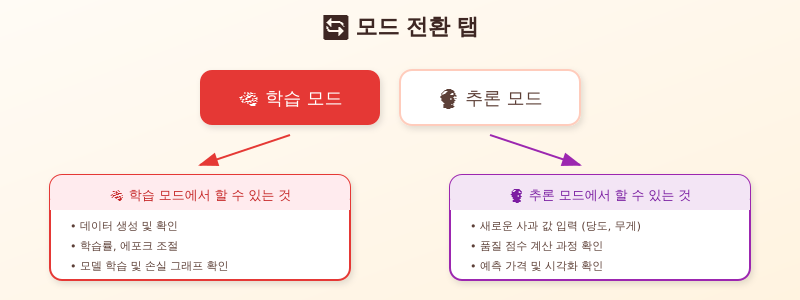 모드 전환 탭
학습 모드
추론 모드
학습 모드에서 할 수 있는 것
• 데이터 생성 및 확인
• 학습률, 에포크 조절
• 모델 학습 및 손실 그래프 확인
추론 모드에서 할 수 있는 것
• 새로운 사과 값 입력 (당도, 무게)
• 품질 점수 계산 과정 확인
• 예측 가격 및 시각화 확인